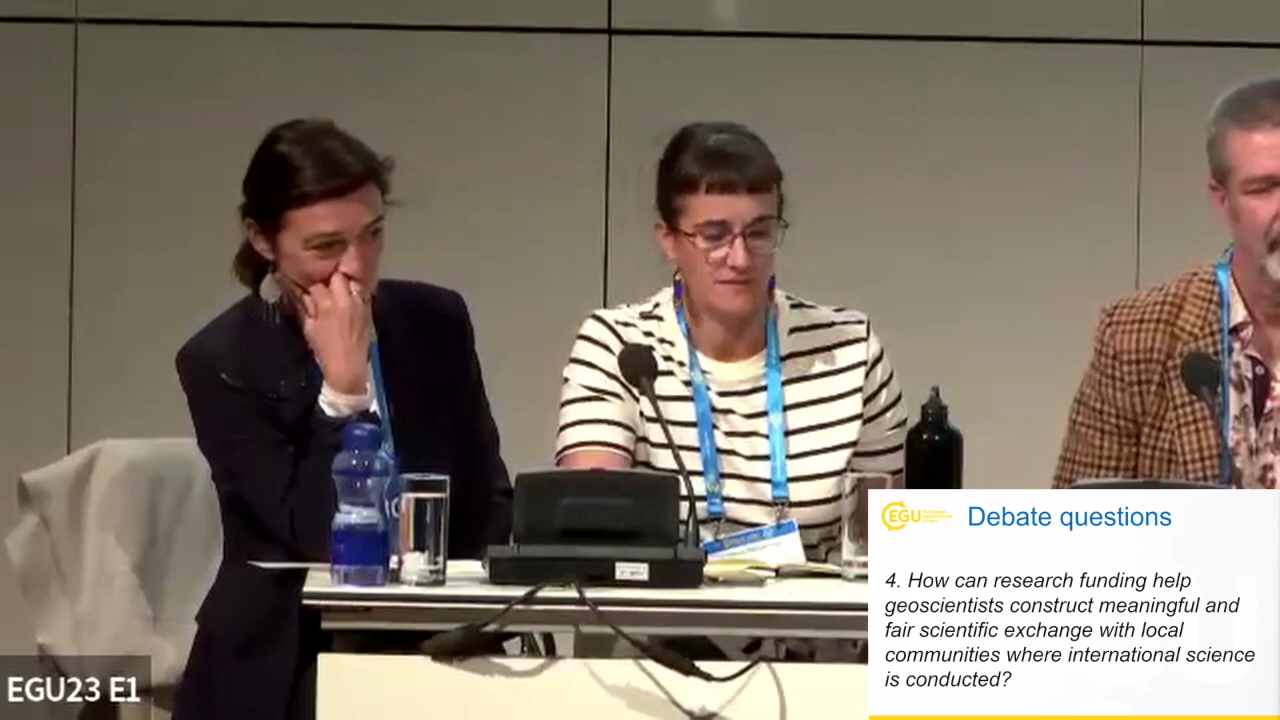 EGU
Debate questions
4. How can research funding help
geoscientists construct meaningful and
fair scientific exchange with local
communities where international science
is conducted?
EGU23 E1